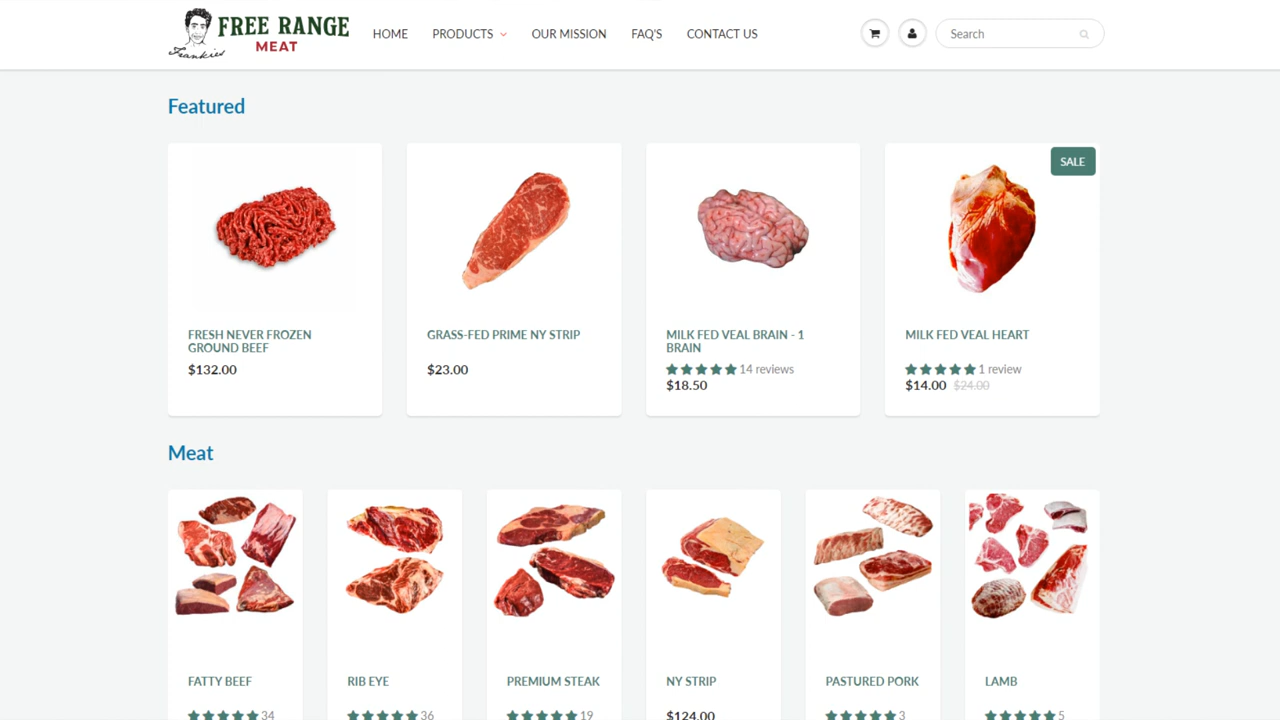 Frankies
FREE RANGE
MEAT
HOME
PRODUCTS
OUR MISSION
FAQ'S
CONTACT US
Search
Featured
SALE
FRESH NEVER FROZEN
GROUND BEEF
$132.00
GRASS-FED PRIME NY STRIP
$23.00
MILK FED VEAL BRAIN - 1
BRAIN
14 reviews
$18.50
MILK FED VEAL HEART
1 review
$14.00 $24.00
Meat
FATTY BEEF
34
RIB EYE
36
PREMIUM STEAK
19
NY STRIP
$124.00
PASTURED PORK
3
LAMB
5